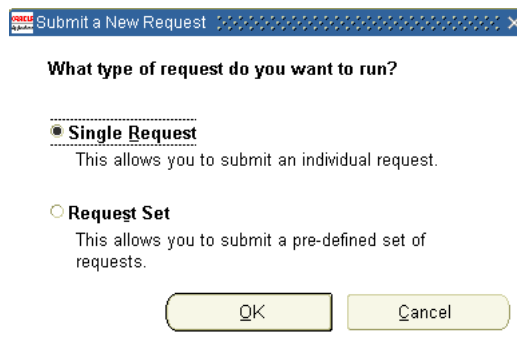 Submit a New Request
What type of request do you want to run?
Single Request
This allows you to submit an individual request.
Request Set
This allows you to submit a pre-defined set of
requests.
OK
Cancel